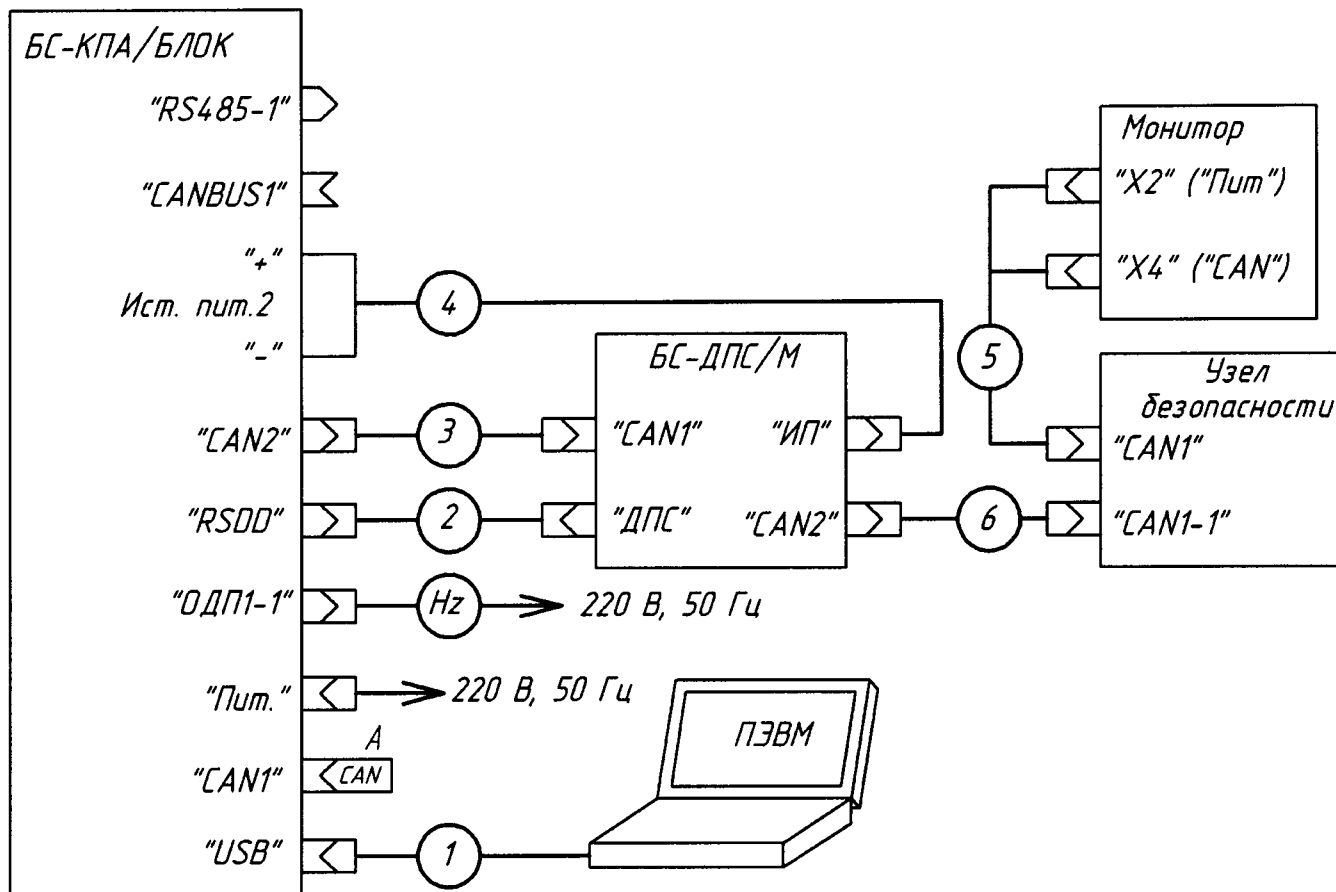 БС-КПА/БЛОК
"RS485-1"
"CANBUS1"
"+"
Ист. пит.2
"-"
4
"CAN2"
3
"RSDD"
2
"ОДП1-1"
Hz
220 В, 50 Гц
"Пит."
220 В, 50 Гц
A
"CAN1"
CAN
"USB"
1
ПЭВМ
БС-ДПС/М
"CAN1"
"ИП"
"ДПС"
"CAN2"
6
5
Монитор
"X2" ("Пит")
"X4" ("CAN")
Узел
безопасности
"CAN1"
"CAN1-1"